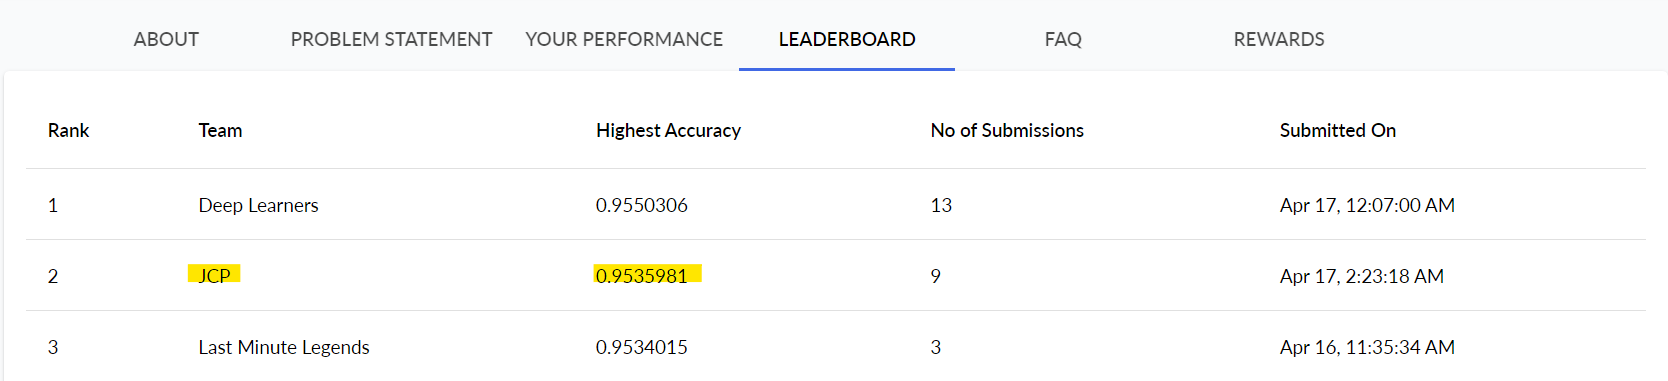 ABOUT PROBLEM STATEMENT YOUR PERFORMANCE LEADERBOARD FAQ REWARDS
Rank Team Highest Accuracy No of Submissions Submitted On
1 Deep Learners 0.9550306 13 Apr 17, 12:07:00 AM
2 JCP 0.9535981 9 Apr 17, 2:23:18 AM
3 Last Minute Legends 0.9534015 3 Apr 16, 11:35:34 AM